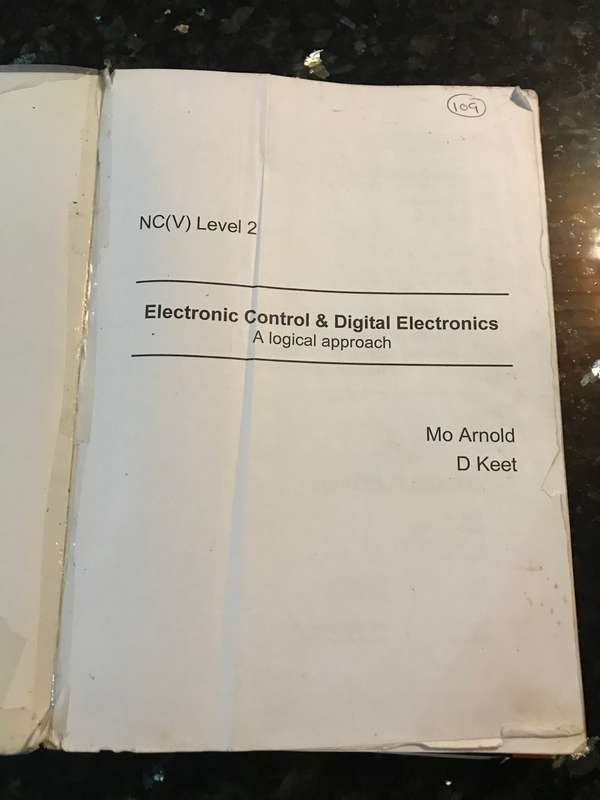 109
NC(V) Level 2
Electronic Control & Digital Electronics
A logical approach
Mo Arnold
D Keet